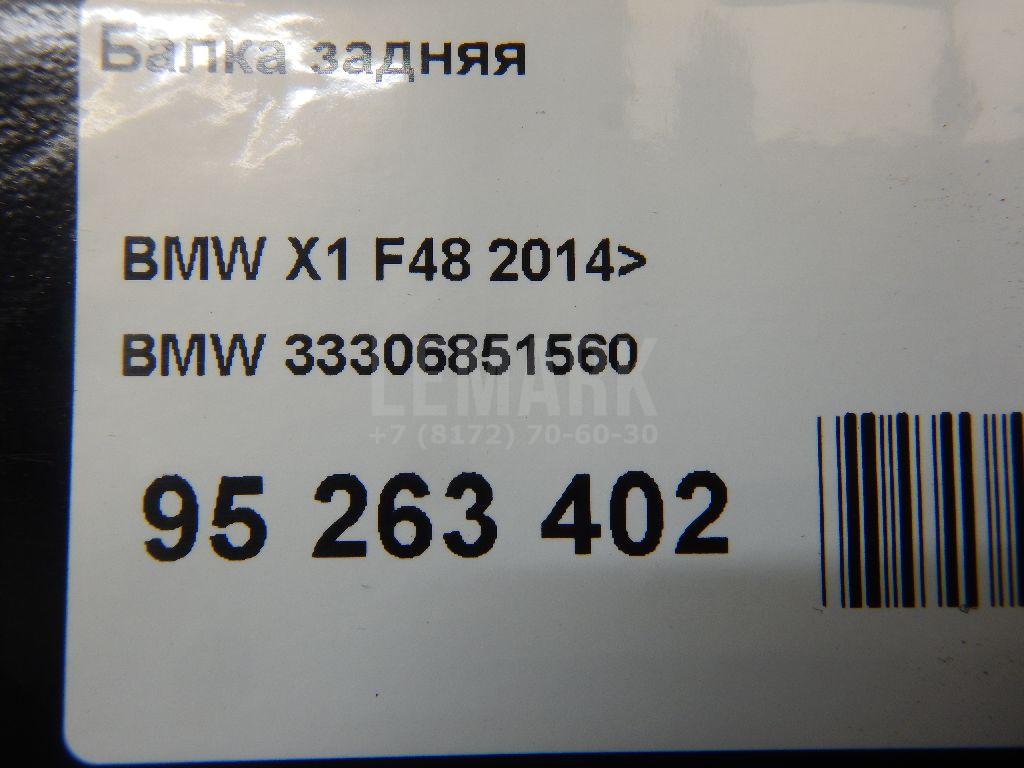 Балка задняя
BMW X1 F48 2014>
BMW 33306851560
LEMARK
+7 (8172) 70-60-30
95 263 402